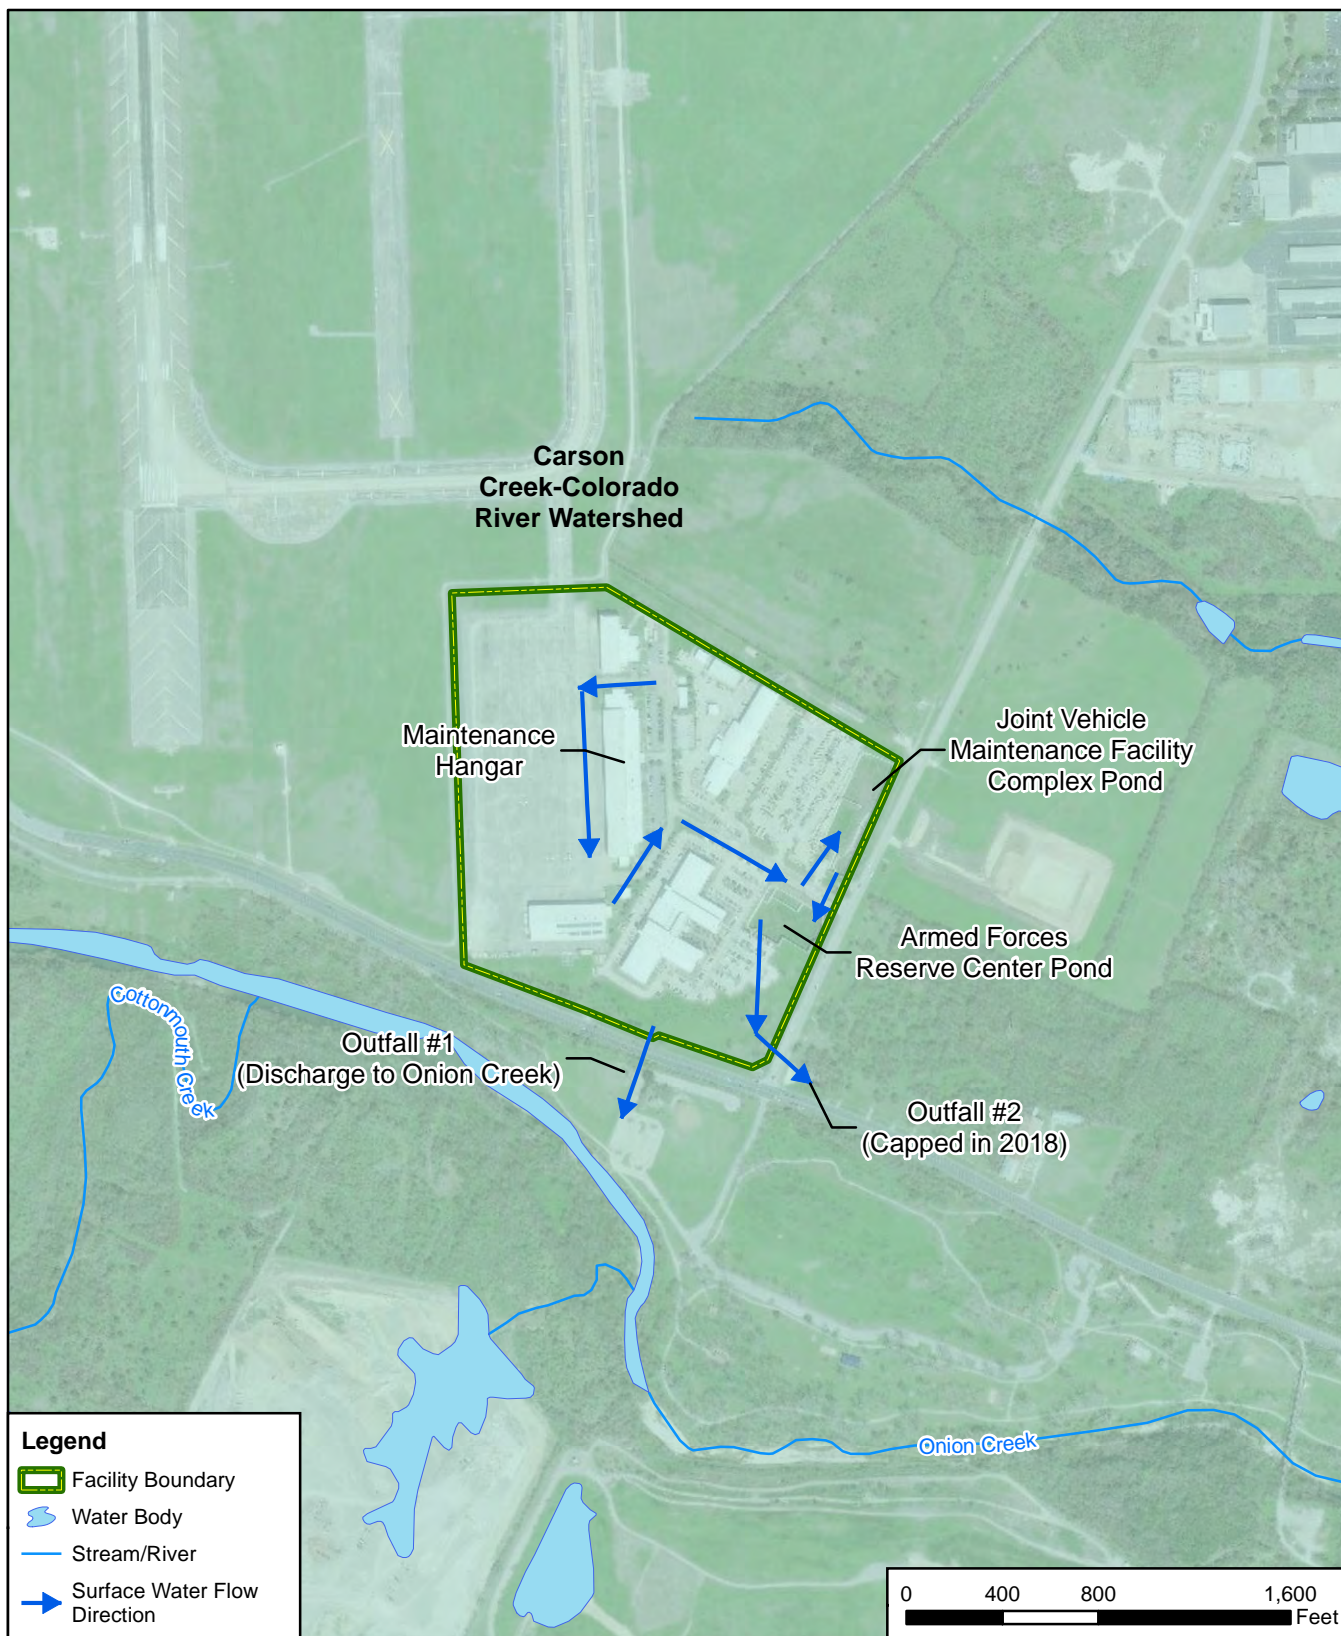 Carson
Creek-Colorado
River Watershed
Maintenance
Hangar
Joint Vehicle
Maintenance Facility
Complex Pond
Armed Forces
Reserve Center Pond
Cottonmouth Creek
Outfall #1
(Discharge to Onion Creek)
Outfall #2
(Capped in 2018)
Onion Creek
Legend
Facility Boundary
Water Body
Stream/River
Surface Water Flow
Direction
0 400 800 1,600
Feet